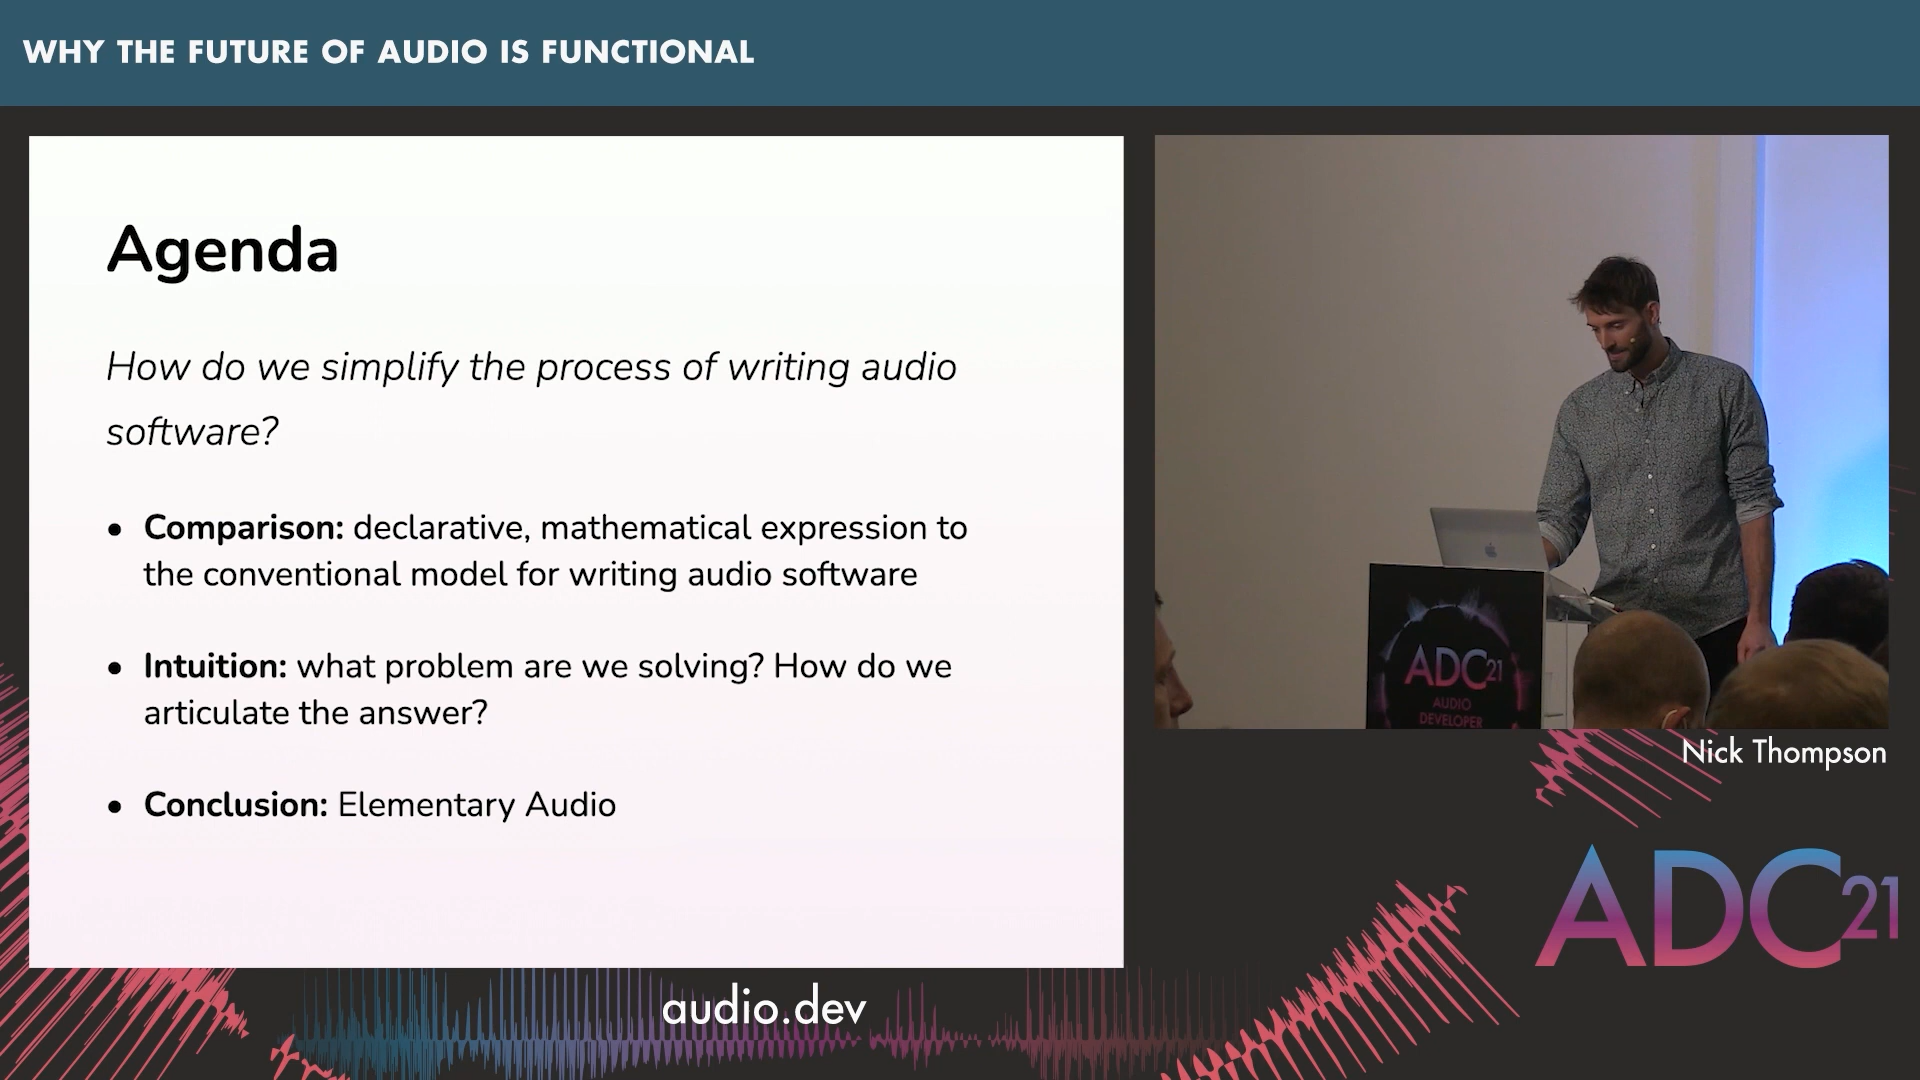 WHY THE FUTURE OF AUDIO IS FUNCTIONAL
Agenda
How do we simplify the process of writing audio
software?
• Comparison: declarative, mathematical expression to
the conventional model for writing audio software
• Intuition: what problem are we solving? How do we
articulate the answer?
• Conclusion: Elementary Audio
ADC21
AUDIO
DEVELOPER
Nick Thompson
ADC21
audio.dev